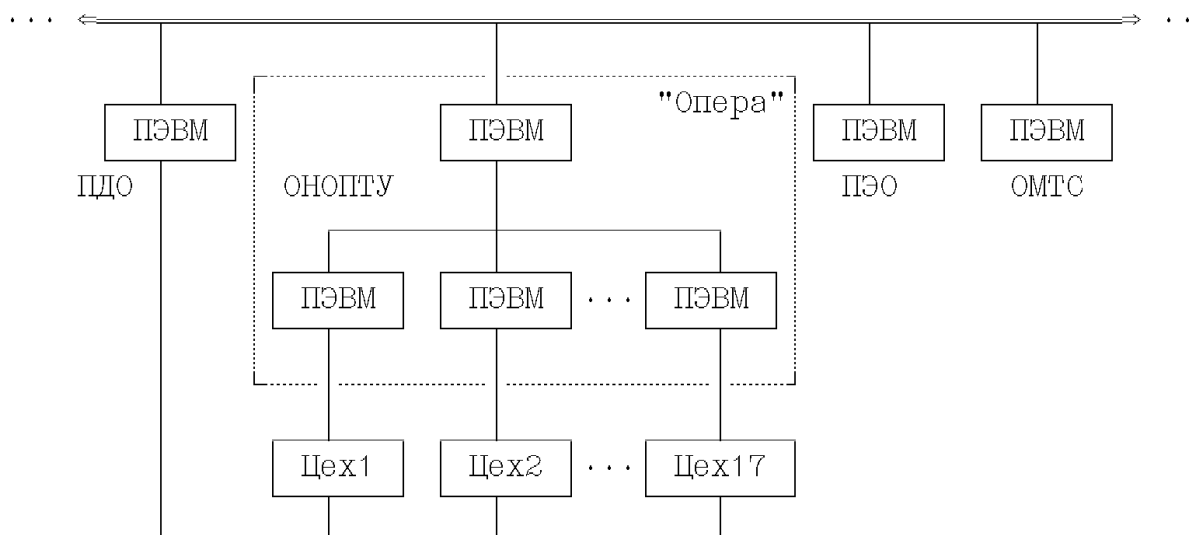 "Опера"
ПЭВМ ПЭВМ ПЭВМ ПЭВМ
ПДО ОНОПТУ ПЭО ОМТС
ПЭВМ ПЭВМ ... ПЭВМ
Цех1 Цех2 ... Цех17